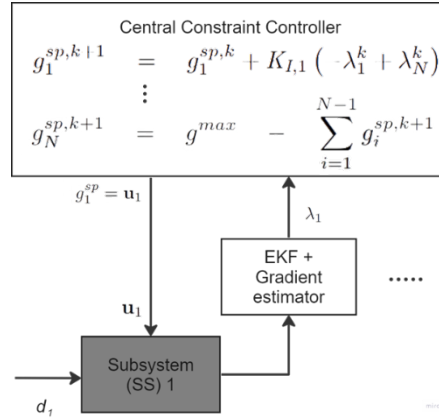 Central Constraint Controller
g_1^{sp,k+1} = g_1^{sp,k} + K_{I,1} ( -λ_1^k + λ_N^k )
⋮
g_N^{sp,k+1} = g^{max} - \sum_{i=1}^{N-1} g_i^{sp,k+1}
g_1^{sp} = u_1
λ_1
EKF +
Gradient
estimator
.....
u_1
Subsystem
(SS) 1
d_1